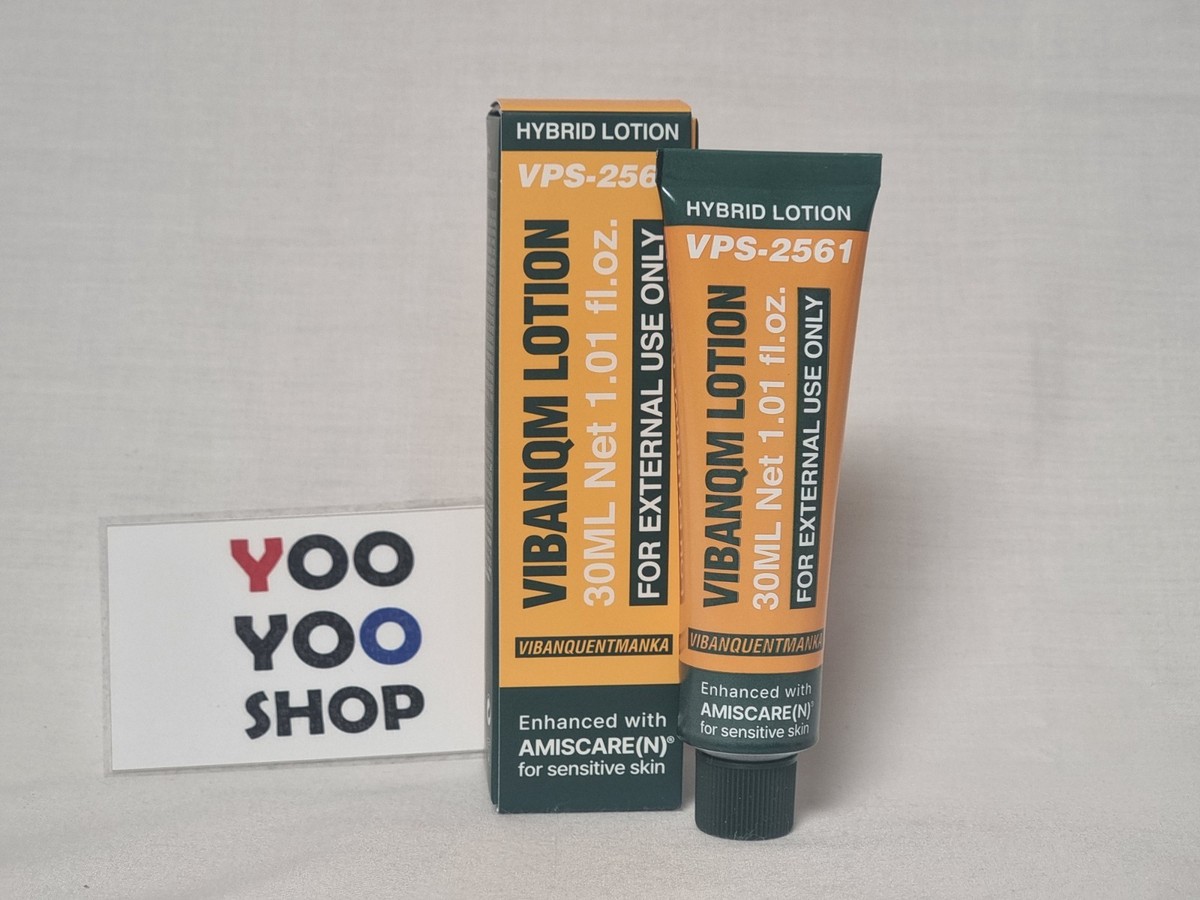 YOO
YOO
SHOP
HYBRID LOTION
VPS-256
VIBANQM LOTION
30ML Net 1.01 fl.oz.
FOR EXTERNAL USE ONLY
VIBANQUENTMANKA
Enhanced with
AMISCARE(N)®
for sensitive skin
HYBRID LOTION
VPS-2561
VIBANQM LOTION
30ML Net 1.01 fl.oz.
FOR EXTERNAL USE ONLY
VIBANQUENTMANKA
Enhanced with
AMISCARE(N)®
for sensitive skin